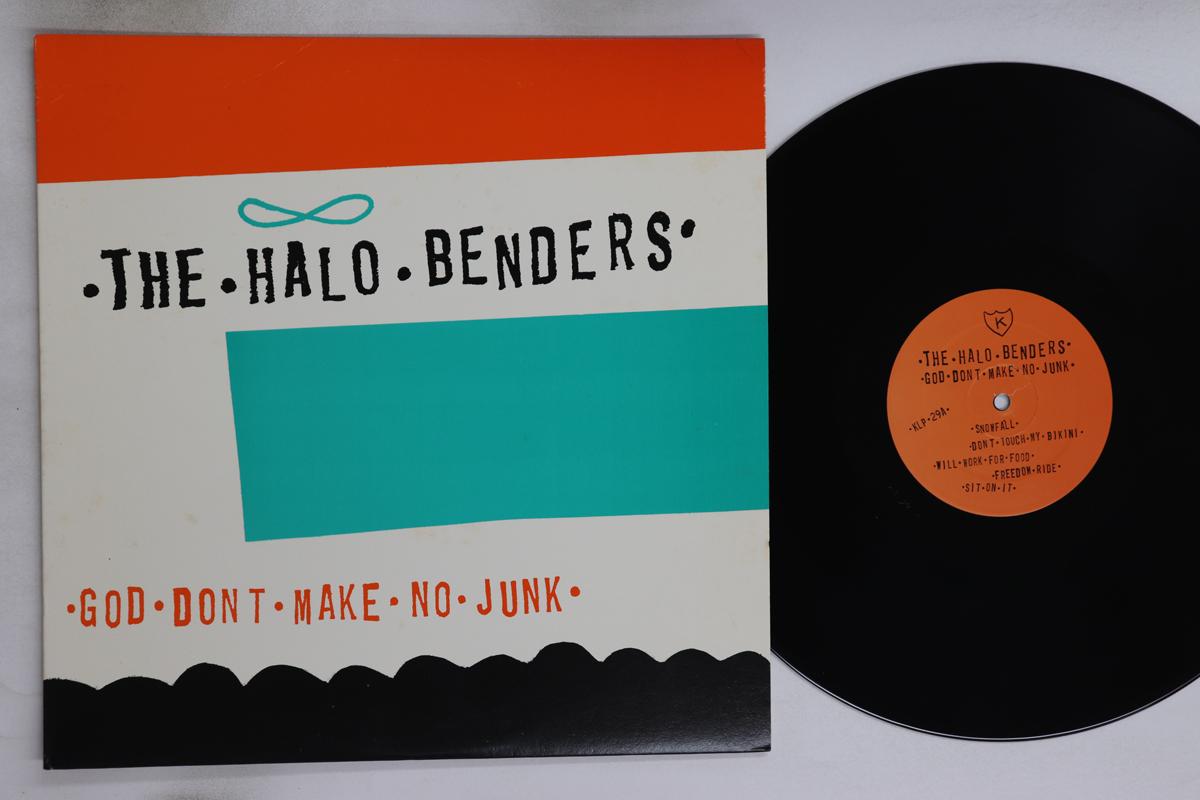 ·THE·HALO·BENDERS·
·GOD·DONT·MAKE·NO·JUNK·
K
·THE·HALO·BENDERS·
·GOD·DONT·MAKE·NO·JUNK·
·KLP·29A·
·SNOWFALL·
·DONT·TOUCH·MY·BIKINI·
·WILL·WORK·FOR·FOOD·
·FREEDOM·RIDE·
·SIT·ON·IT·